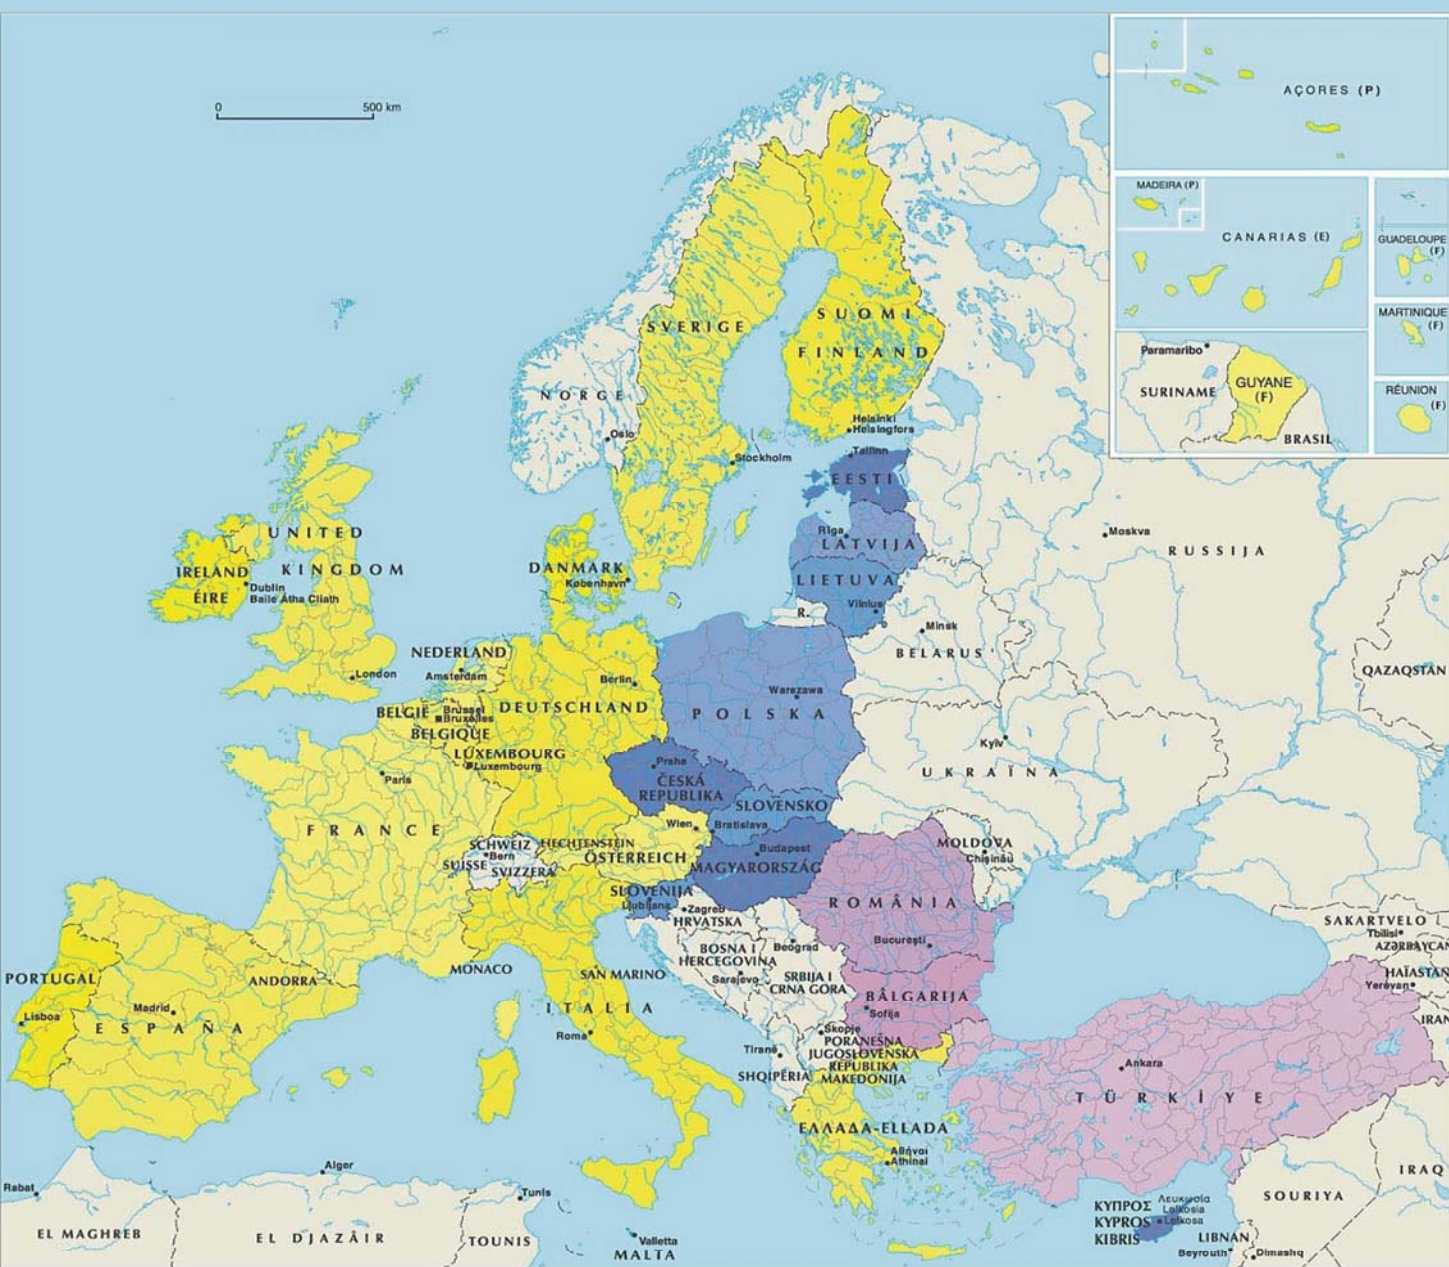 0
500 km
AÇORES (P)
MADEIRA (P)
CANARIAS (E)
GUADELOUPE
(F)
MARTINIQUE
(F)
RÉUNION
(F)
Paramaribo
SURINAME
GUYANE
(F)
BRASIL
SVERIGE
SUOMI
FINLAND
NORGE
Oslo
Helsinki
Helsingfors
Stockholm
Tallinn
EESTI
Rīga
LATVIJA
LIETUVA
Vilnius
R.
Moskva
RUSSIJA
UNITED
KINGDOM
IRELAND
ÉIRE
Dublin
Baile Átha Cliath
London
DANMARK
København
NEDERLAND
Amsterdam
BELGIË
BELGIQUE
Brüssel
Bruxelles
LUXEMBOURG
Luxembourg
DEUTSCHLAND
Berlin
Minsk
BELARUS'
QAZAQSTAN
Warszawa
POLSKA
Kyïv
UKRAÏNA
Praha
ČESKÁ
REPUBLIKA
SLOVENSKO
Bratislava
Wien
ÖSTERREICH
Budapest
MAGYARORSZÁG
Paris
FRANCE
SCHWEIZ
Bern
SUISSE
SVIZZERA
LIECHTENSTEIN
SLOVENIJA
Ljubljana
Zagreb
HRVATSKA
MOLDOVA
Chişinău
ROMÂNIA
Bucureşti
BOSNA I
HERCEGOVINA
Sarajevo
Beograd
SRBIJA I
CRNA GORA
BÂLGARIJA
Sofija
Skopje
PORANEŠNA
JUGOSLOVENSKA
REPUBLIKA
MAKEDONIJA
Tiranë
SHQIPËRIA
PORTUGAL
Lisboa
Madrid
ESPAÑA
ANDORRA
MONACO
SAN MARINO
ITALIA
Roma
ΕΛΛΑΔΑ-ELLADA
Athinai
SAKARTVELO
Tbilisi
AZƏRBAYCAN
HAÏASTAN
Yerevan
IRAN
Ankara
TÜRKİYE
IRAQ
SOURIYA
ΚΥΠΡΟΣ
KYPROS
KIBRIS
Λευκωσία
Lefkosia
Lefkosa
LIBNAN
Beyrouth
Dimashq
Rabat
EL MAGHREB
Alger
EL DJAZÂIR
Tunis
TOUNIS
Valletta
MALTA